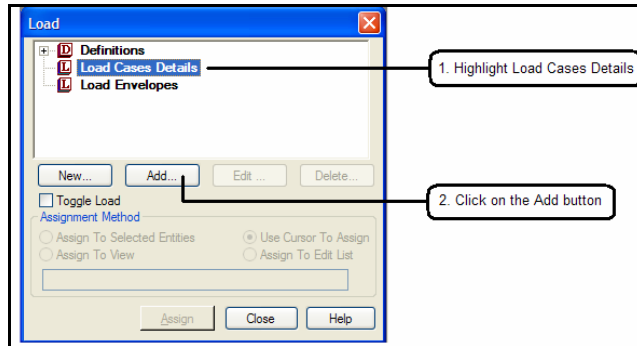 Load
D Definitions
L Load Cases Details
L Load Envelopes
1. Highlight Load Cases Details
New... Add... Edit ... Delete...
2. Click on the Add button
Toggle Load
Assignment Method
Assign To Selected Entities Use Cursor To Assign
Assign To View Assign To Edit List
Assign Close Help